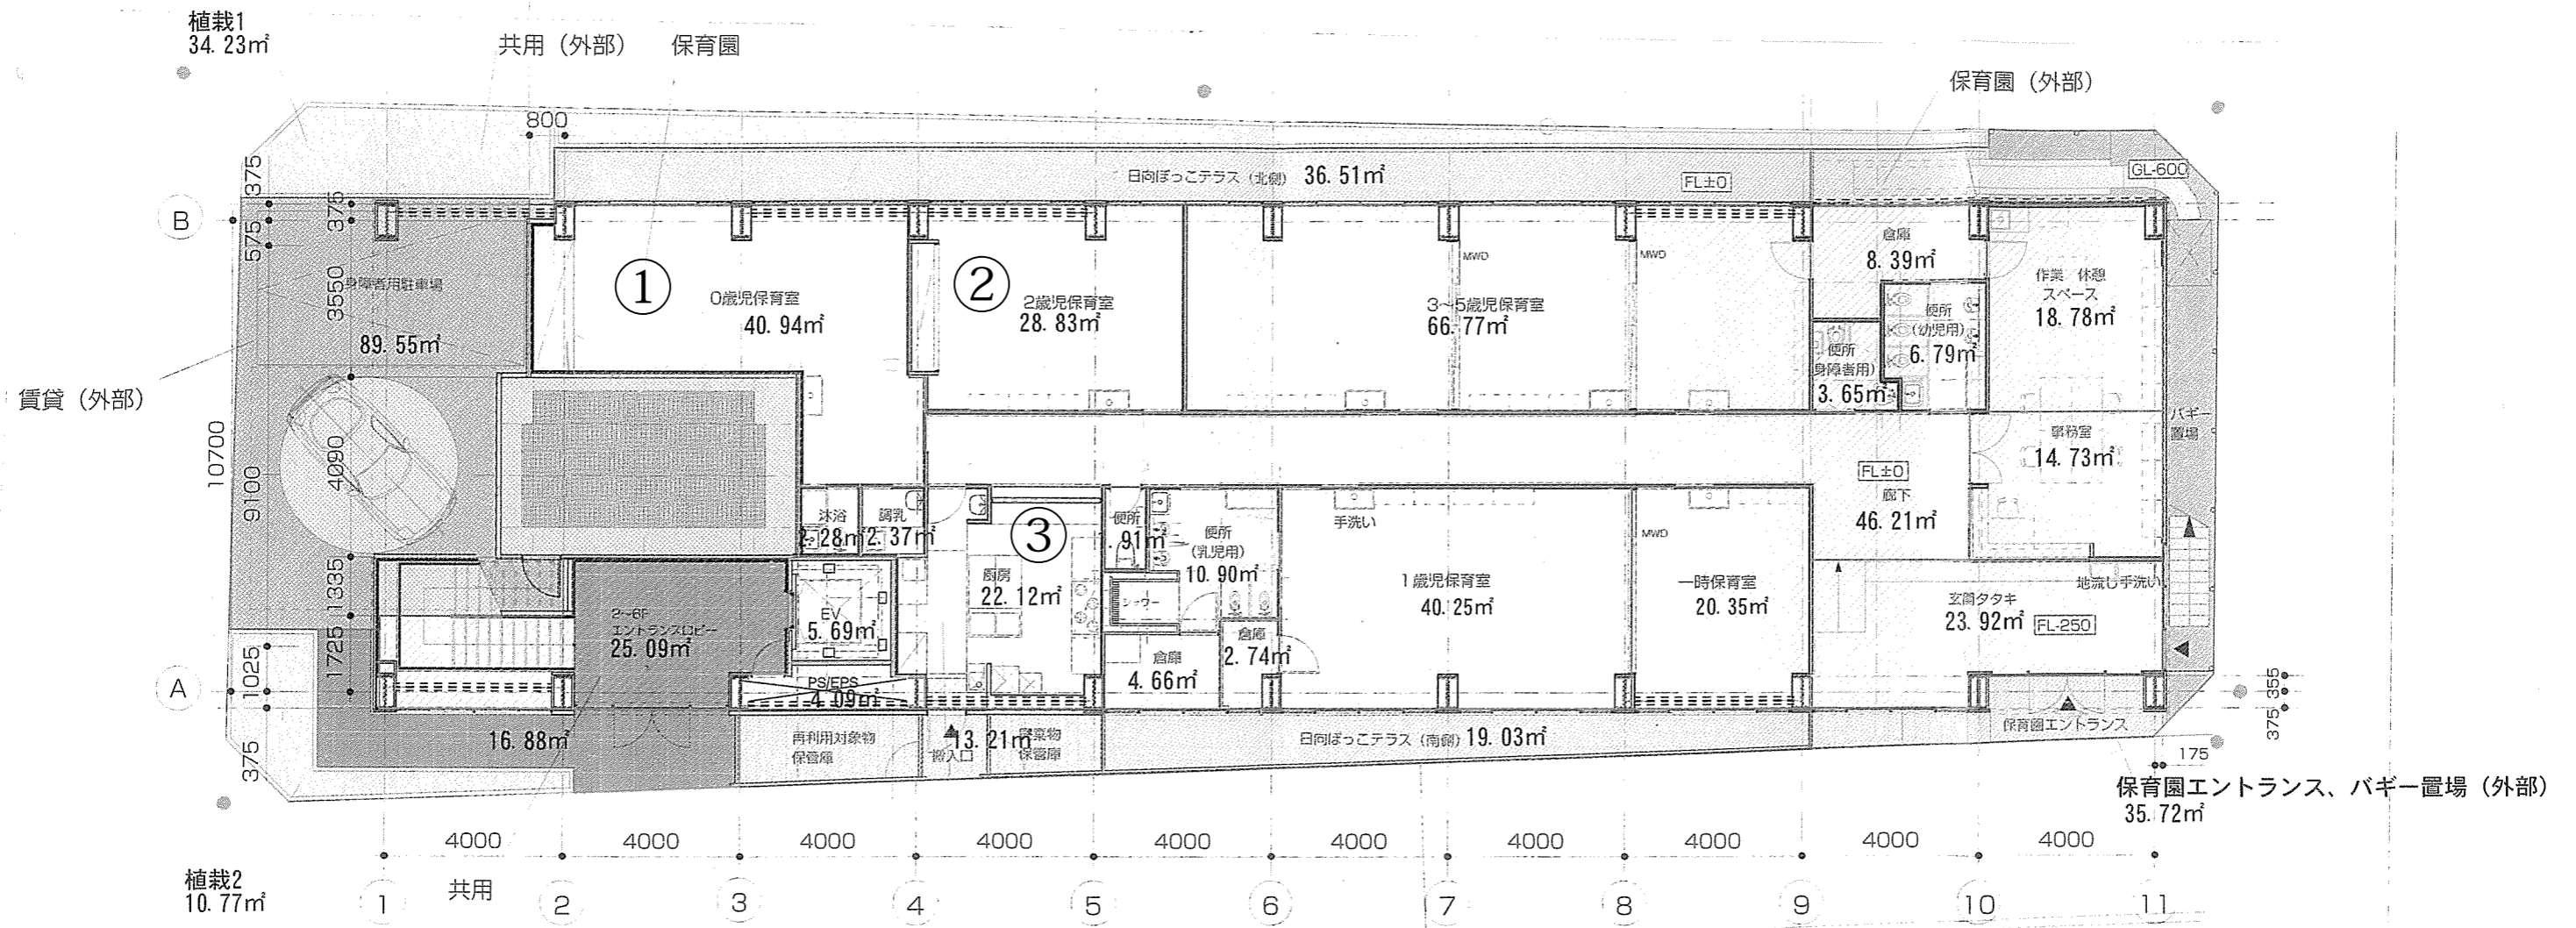 植栽1
34.23㎡
共用（外部）
保育園
保育園（外部）
800
日向ぼっこテラス（北側） 36.51㎡
FL±0
GL-600
375
375
B
575
3550
身障者用駐車場
89.55㎡
賃貸（外部）
①
0歳児保育室
40.94㎡
②
2歳児保育室
28.83㎡
3～5歳児保育室
66.77㎡
MWD
MWD
倉庫
8.39㎡
便所
（幼児用）
6.79㎡
便所
身障者用）
3.65㎡
作業 休憩
スペース
18.78㎡
バギー
置場
事務室
14.73㎡
FL±0
廊下
46.21㎡
10700
9100
4090
1335
1725
1025
375
A
沐浴
2.28㎡
調乳
2.37㎡
③
厨房
22.12㎡
便所
.91㎡
便所
（乳児用）
10.90㎡
シャワー
手洗い
1歳児保育室
40.25㎡
MWD
一時保育室
20.35㎡
地流し手洗い
玄関タタキ
23.92㎡
FL-250
2～6F
エントランスロビー
25.09㎡
EV
5.69㎡
PS/EPS
4.09㎡
倉庫
4.66㎡
倉庫
2.74㎡
16.88㎡
再利用対象物
保管庫
搬入口
13.21㎡
廃棄物
保管庫
日向ぼっこテラス（南側）19.03㎡
保育園エントランス
355
375
175
保育園エントランス、バギー置場（外部）
35.72㎡
4000
4000
4000
4000
4000
4000
4000
4000
4000
4000
植栽2
10.77㎡
共用
1
2
3
4
5
6
7
8
9
10
11